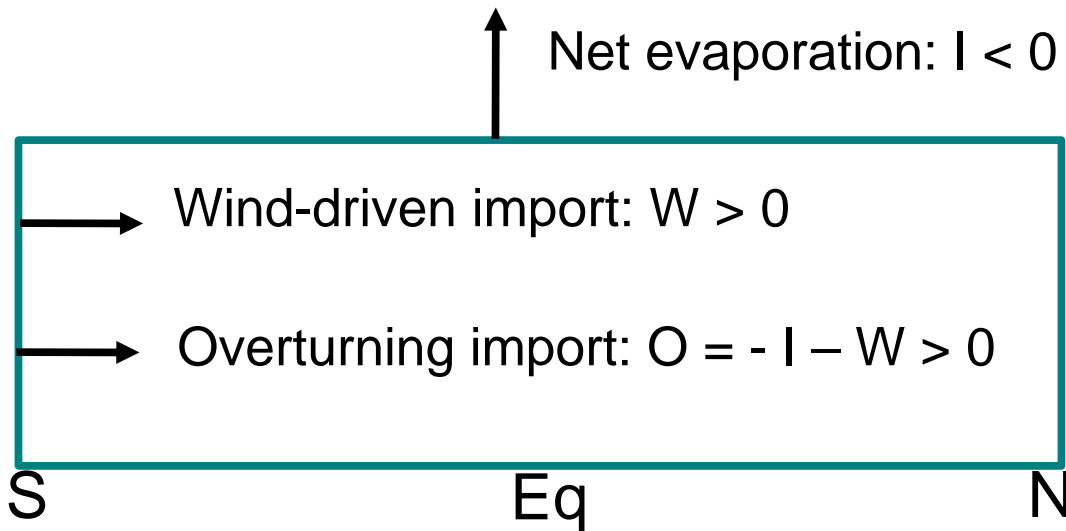 Net evaporation: I < 0
Wind-driven import: W > 0
Overturning import: O = - I – W > 0
S Eq N